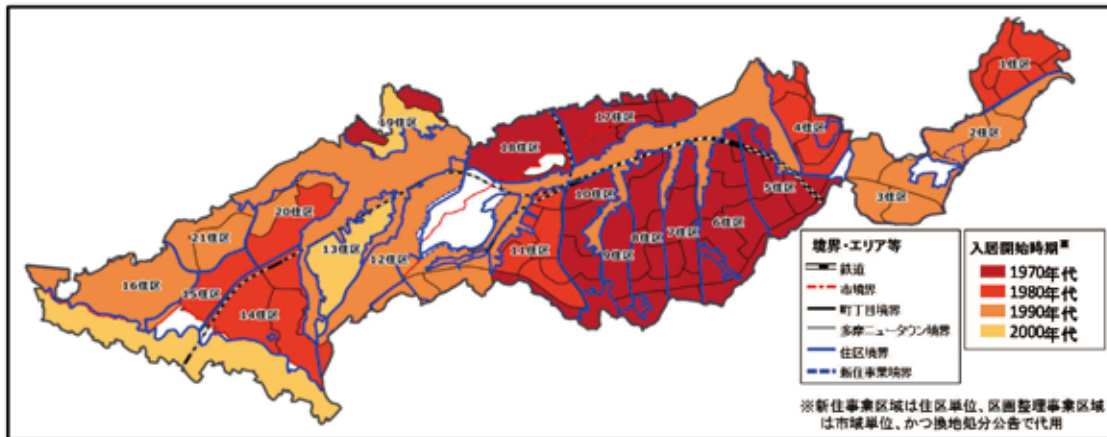 1住区
2住区
3住区
4住区
5住区
6住区
7住区
8住区
9住区
10住区
11住区
12住区
13住区
14住区
15住区
16住区
17住区
18住区
19住区
20住区
21住区
境界・エリア等
鉄道
市境界
町丁目境界
多摩ニュータウン境界
住区境界
新住事業境界
入居開始時期※
1970年代
1980年代
1990年代
2000年代
※新住事業区域は住区単位、区画整理事業区域
は市域単位、かつ換地処分公告で代用